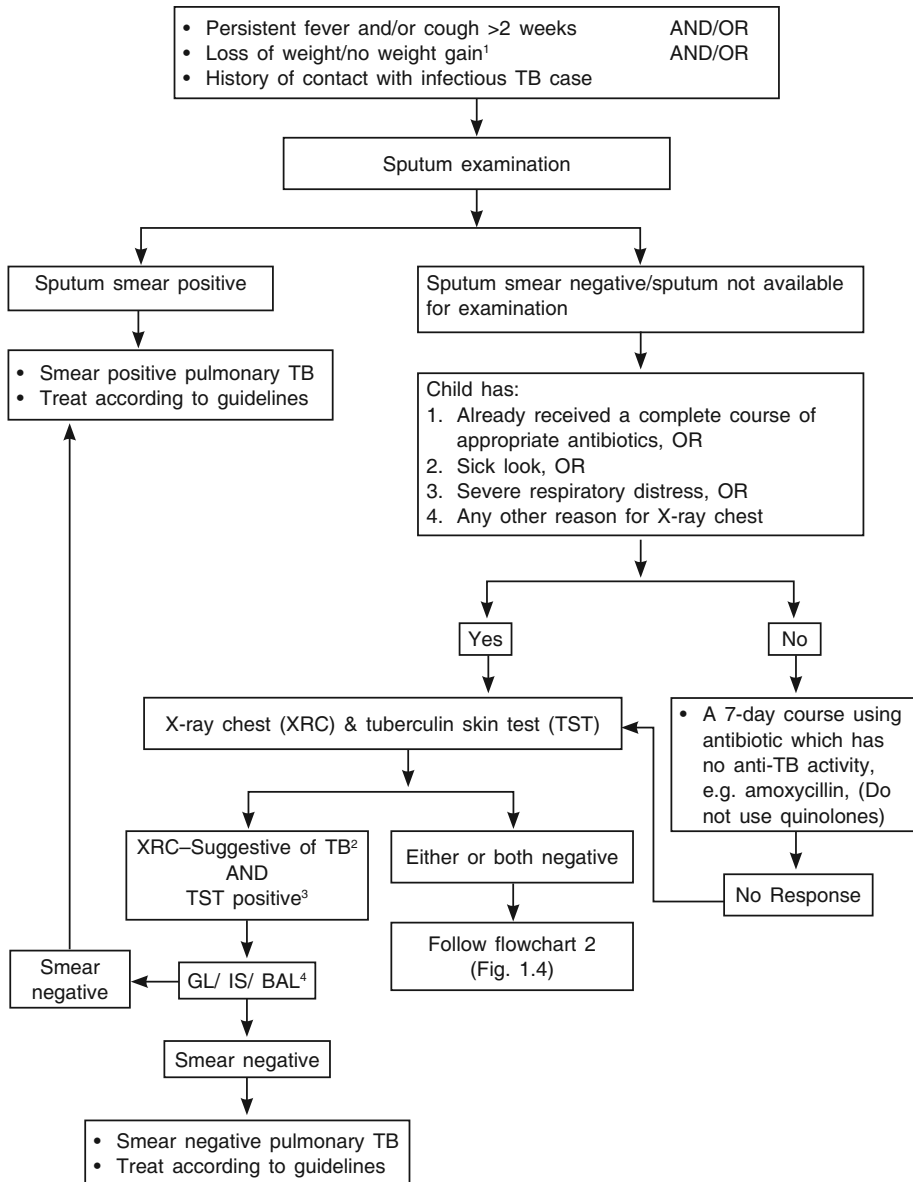 • Persistent fever and/or cough >2 weeks AND/OR
• Loss of weight/no weight gain¹ AND/OR
• History of contact with infectious TB case
Sputum examination
Sputum smear positive
Sputum smear negative/sputum not available
for examination
• Smear positive pulmonary TB
• Treat according to guidelines
Child has:
1. Already received a complete course of
appropriate antibiotics, OR
2. Sick look, OR
3. Severe respiratory distress, OR
4. Any other reason for X-ray chest
Yes
No
X-ray chest (XRC) & tuberculin skin test (TST)
• A 7-day course using
antibiotic which has
no anti-TB activity,
e.g. amoxycillin, (Do
not use quinolones)
XRC–Suggestive of TB²
AND
TST positive³
Either or both negative
No Response
Follow flowchart 2
(Fig. 1.4)
Smear
negative
GL/ IS/ BAL⁴
Smear negative
• Smear negative pulmonary TB
• Treat according to guidelines